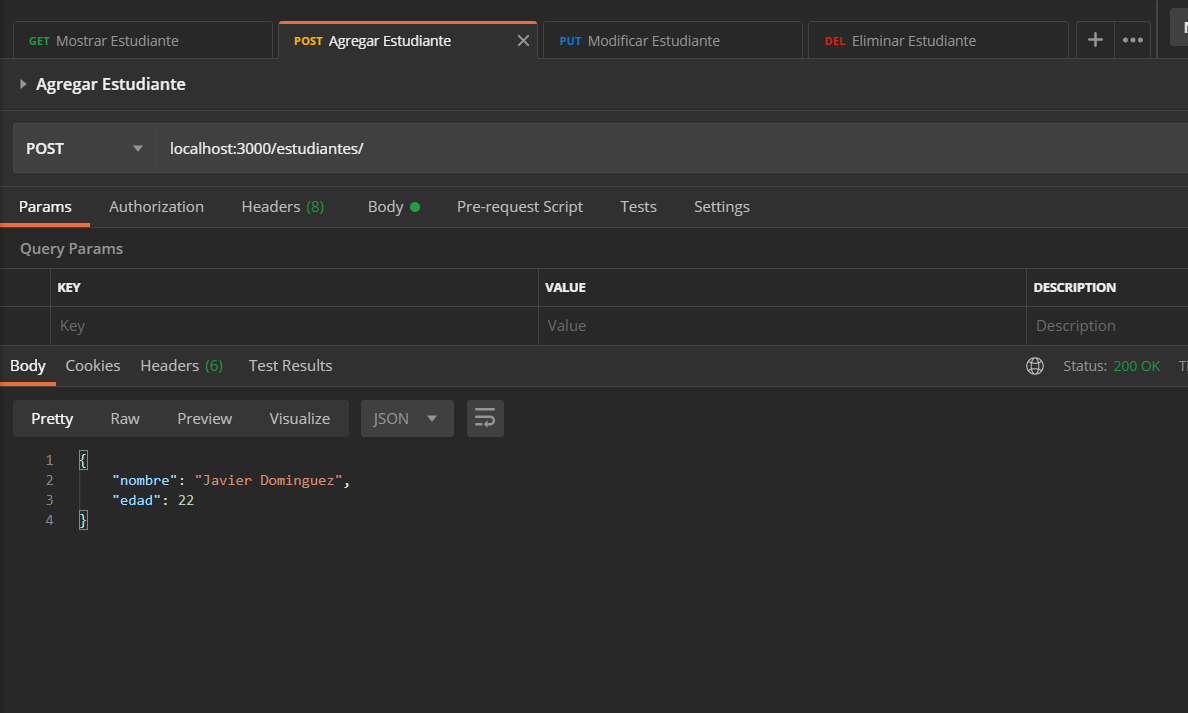 GET Mostrar Estudiante POST Agregar Estudiante PUT Modificar Estudiante DEL Eliminar Estudiante
Agregar Estudiante
POST localhost:3000/estudiantes/
Params Authorization Headers (8) Body Pre-request Script Tests Settings
Query Params
KEY VALUE DESCRIPTION
Key Value Description
Body Cookies Headers (6) Test Results Status: 200 OK
Pretty Raw Preview Visualize JSON
1 {
2 "nombre": "Javier Dominguez",
3 "edad": 22
4 }